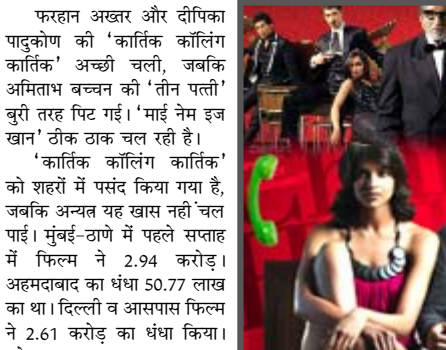 फरहान अख्तर और दीपिका
पादुकोण की ‘कार्तिक कॉलिंग
कार्तिक’ अच्छी चली, जबकि
अमिताभ बच्चन की ‘तीन पत्ती’
बुरी तरह पिट गई। ‘माई नेम इज
खान’ ठीक ठाक चल रही है।
‘कार्तिक कॉलिंग कार्तिक’
को शहरों में पसंद किया गया है,
जबकि अन्यत्र यह खास नहीं चल
पाई। मुंबई-ठाणे में पहले सप्ताह
में फिल्म ने 2.94 करोड़।
अहमदाबाद का धंधा 50.77 लाख
का था। दिल्ली व आसपास फिल्म
ने 2.61 करोड़ का धंधा किया।